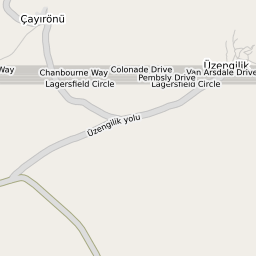 Çayırönü
Üzengilik
Way
Chanbourne Way
Colonade Drive
Van Arsdale Drive
Pembsly Drive
Lagersfield Circle
Lagersfield Circle
Üzengilik yolu